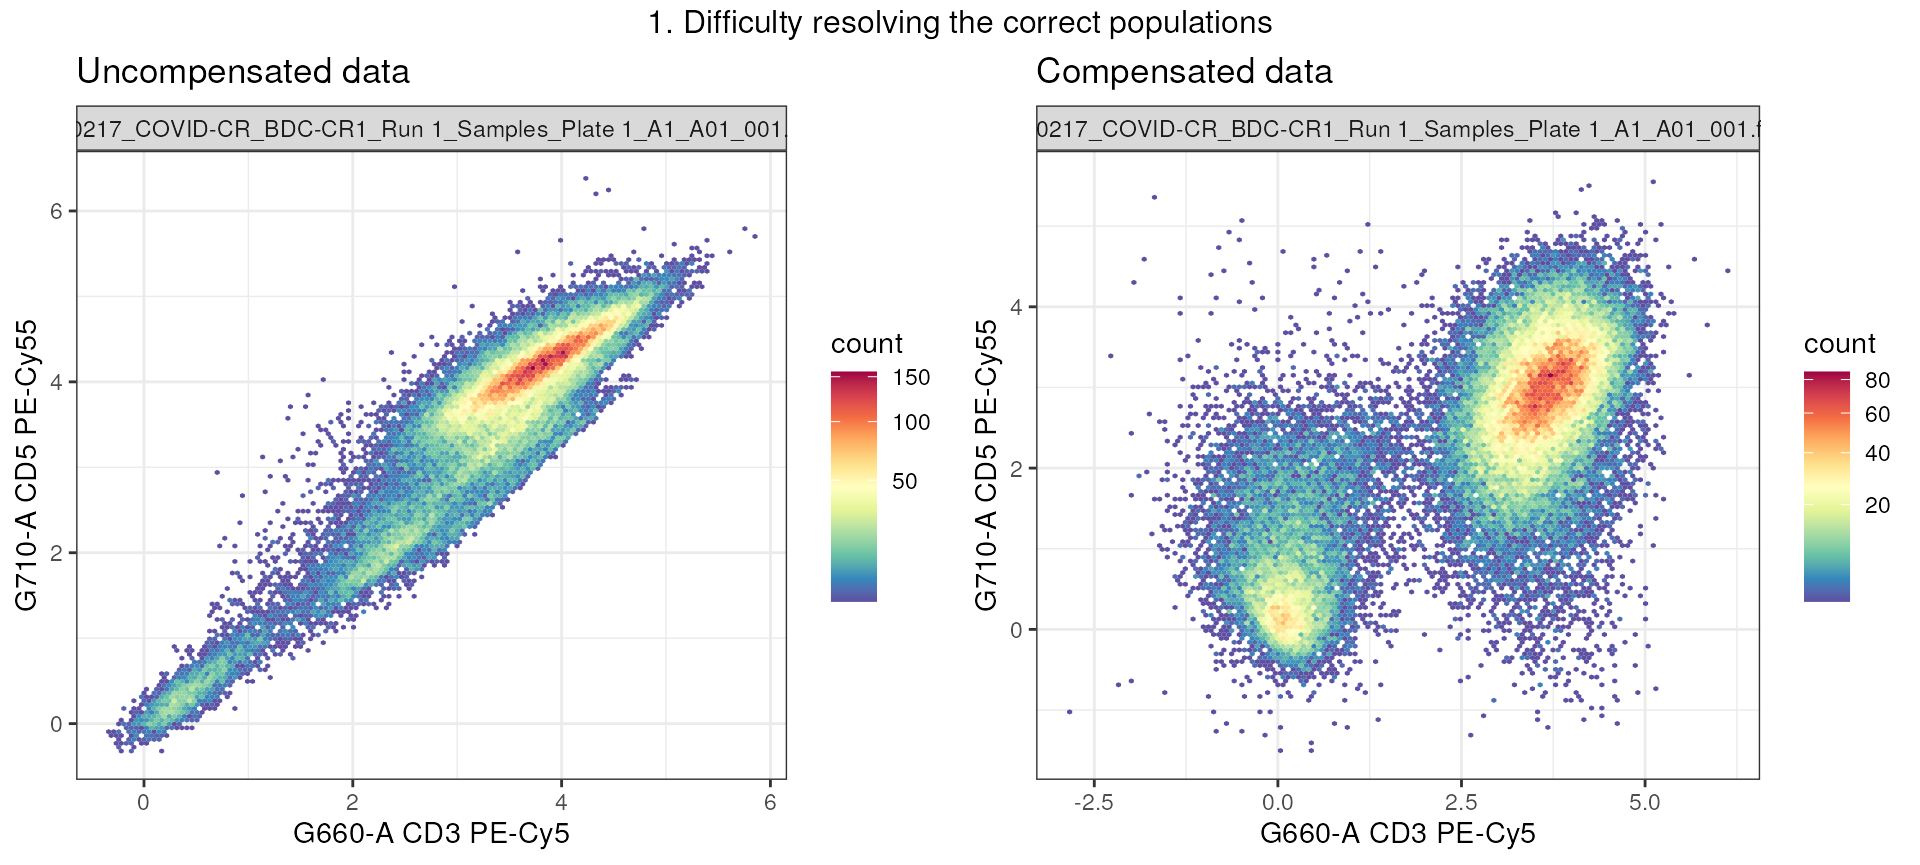 1. Difficulty resolving the correct populations
Uncompensated data
0217_COVID-CR_BDC-CR1_Run 1_Samples_Plate 1_A1_A01_001.
G710-A CD5 PE-Cy55
6
4
2
0
0 2 4 6
G660-A CD3 PE-Cy5
count
150
100
50
Compensated data
0217_COVID-CR_BDC-CR1_Run 1_Samples_Plate 1_A1_A01_001.f
G710-A CD5 PE-Cy55
4
2
0
-2.5 0.0 2.5 5.0
G660-A CD3 PE-Cy5
count
80
60
40
20